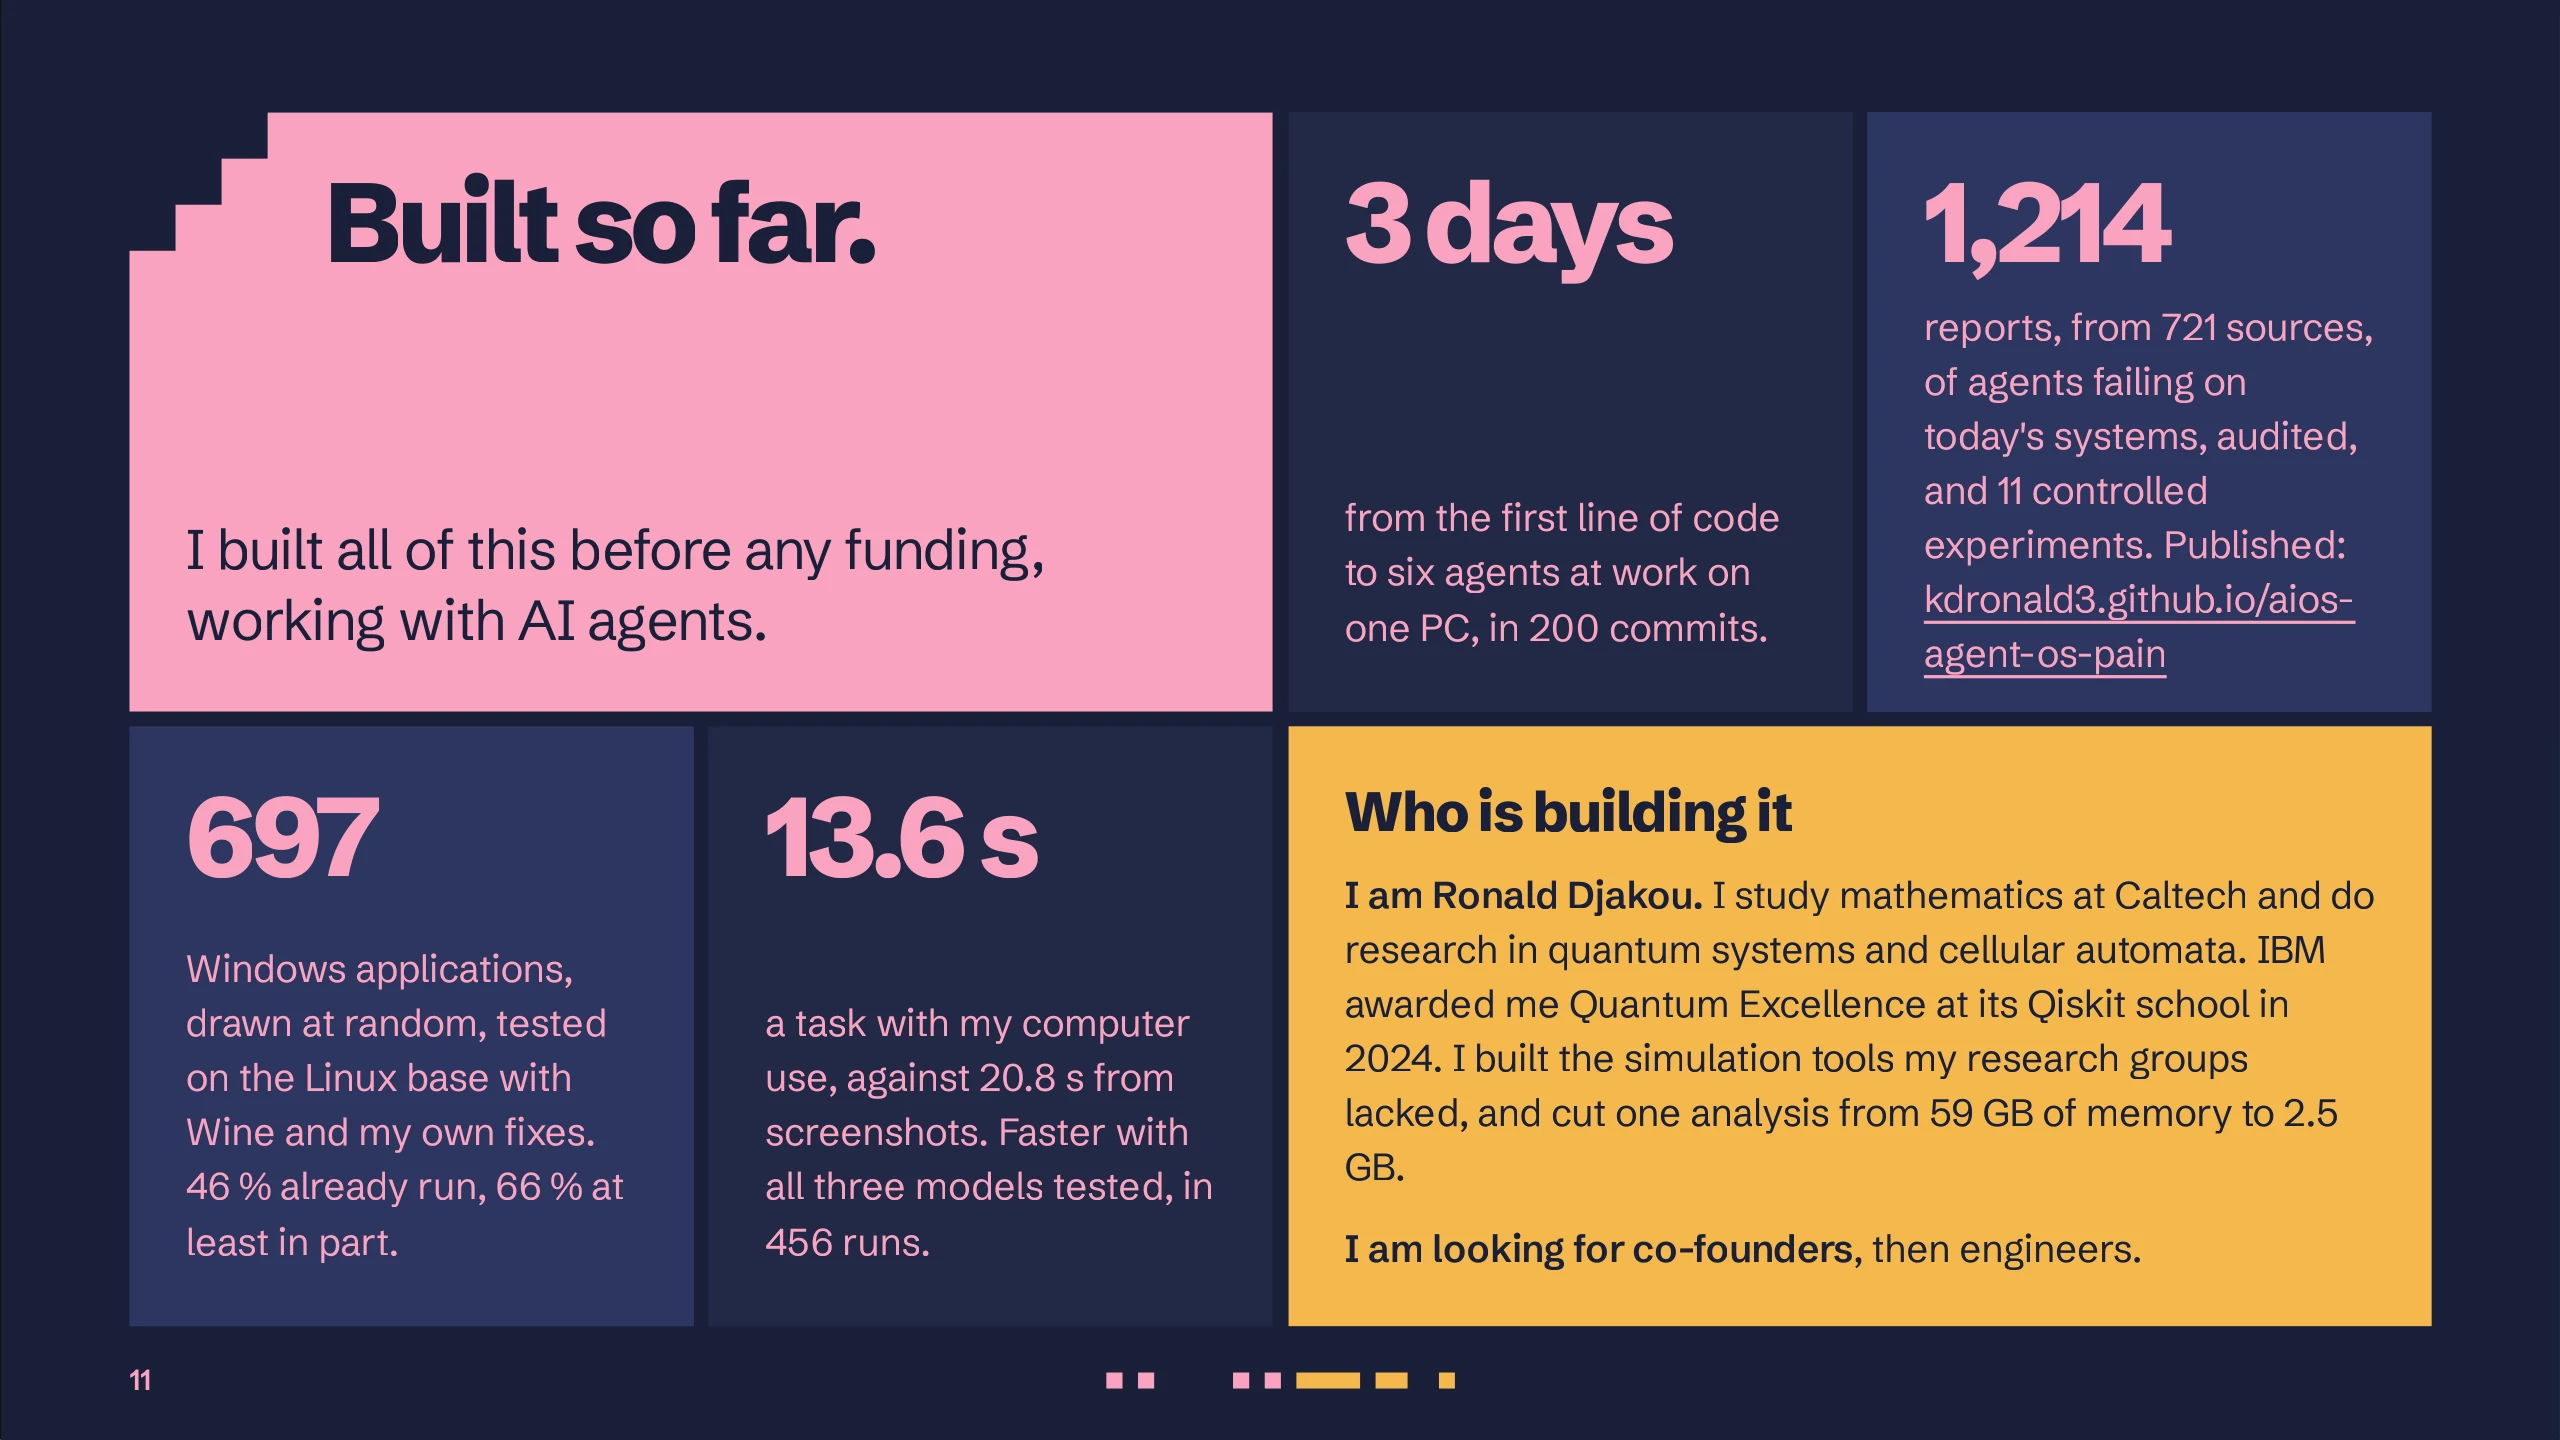 Built so far.
I built all of this before any funding,
working with AI agents.
3 days
from the first line of code
to six agents at work on
one PC, in 200 commits.
1,214
reports, from 721 sources,
of agents failing on
today's systems, audited,
and 11 controlled
experiments. Published:
kdronald3.github.io/aios-
agent-os-pain
697
Windows applications,
drawn at random, tested
on the Linux base with
Wine and my own fixes.
46 % already run, 66 % at
least in part.
13.6 s
a task with my computer
use, against 20.8 s from
screenshots. Faster with
all three models tested, in
456 runs.
Who is building it
I am Ronald Djakou. I study mathematics at Caltech and do
research in quantum systems and cellular automata. IBM
awarded me Quantum Excellence at its Qiskit school in
2024. I built the simulation tools my research groups
lacked, and cut one analysis from 59 GB of memory to 2.5
GB.
I am looking for co-founders, then engineers.
11